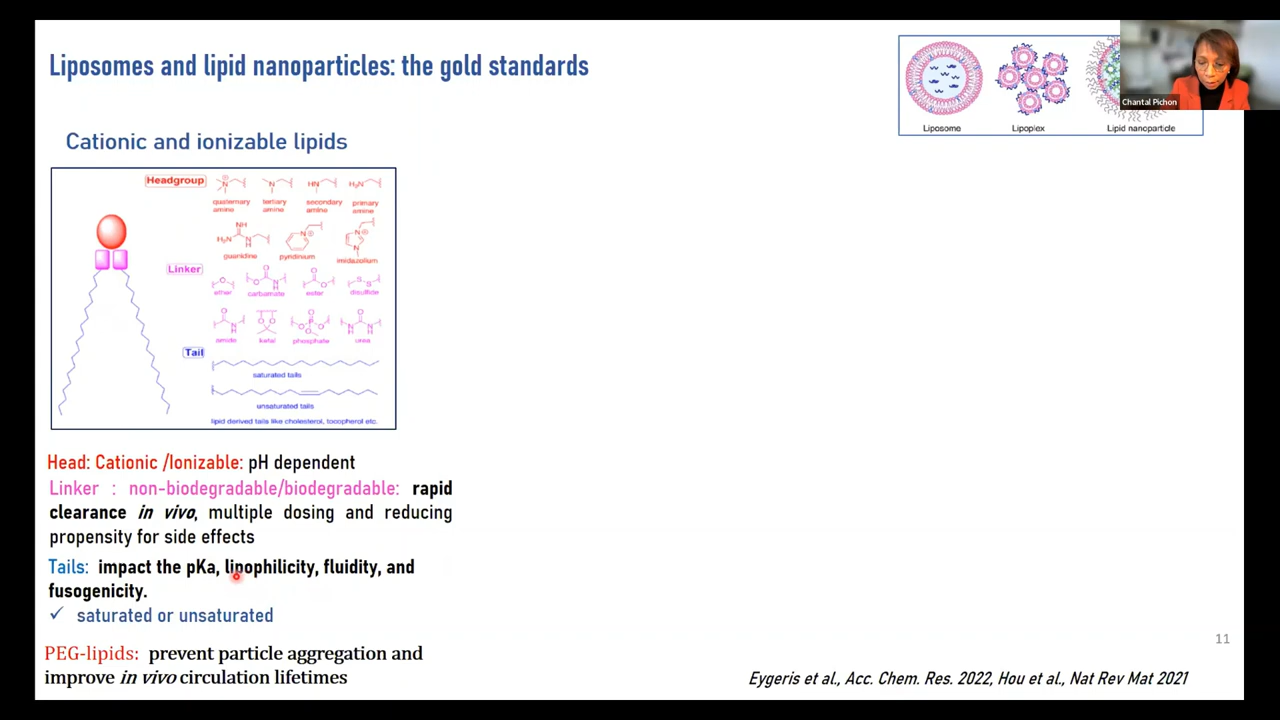 Liposomes and lipid nanoparticles: the gold standards
Liposome
Lipoplex
Lipid nanoparticle
Chantal Pichon
Cationic and ionizable lipids
Headgroup
quaternary amine
tertiary amine
secondary amine
primary amine
guanidine
pyridinium
imidazolium
Linker
ether
carbamate
ester
disulfide
amide
ketal
phosphate
urea
Tail
saturated tails
unsaturated tails
lipid derived tails like cholesterol, tocopherol etc.
Head: Cationic /Ionizable: pH dependent
Linker : non-biodegradable/biodegradable: rapid
clearance in vivo, multiple dosing and reducing
propensity for side effects
Tails: impact the pKa, lipophilicity, fluidity, and
fusogenicity.
✓ saturated or unsaturated
PEG-lipids: prevent particle aggregation and
improve in vivo circulation lifetimes
11
Eygeris et al., Acc. Chem. Res. 2022, Hou et al., Nat Rev Mat 2021